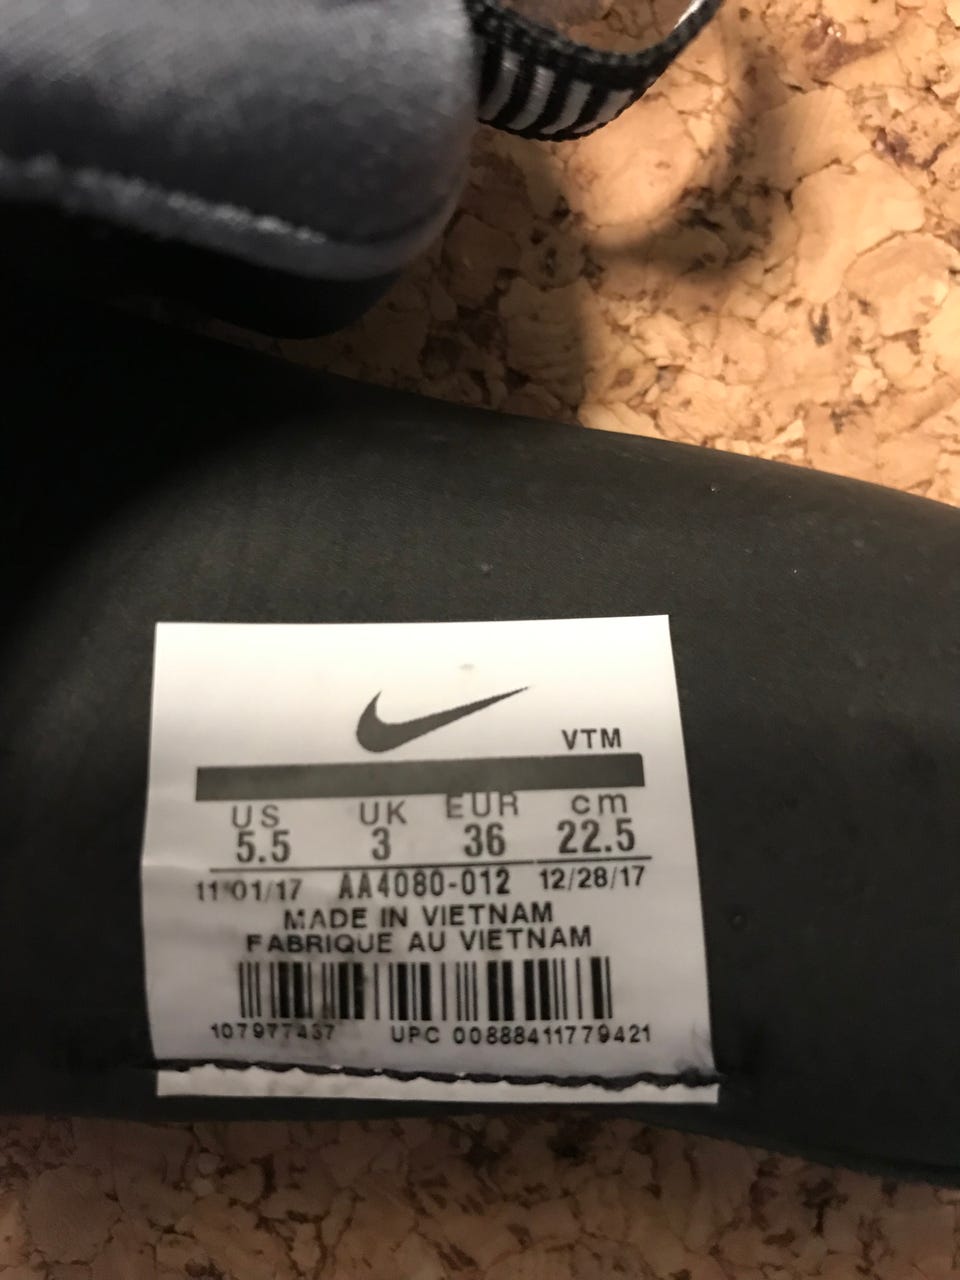 VTM
US UK EUR cm
5.5 3 36 22.5
11/01/17 AA4080-012 12/28/17
MADE IN VIETNAM
FABRIQUE AU VIETNAM
107977437 UPC 00888411779421